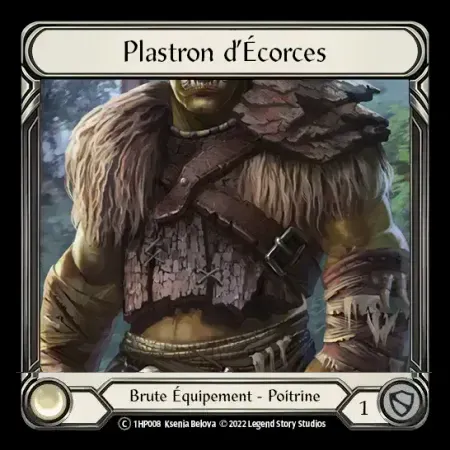 Plastron d'Écorces
Brute Équipement - Poitrine
1
C 1HP008 Ksenia Belova © 2022 Legend Story Studios